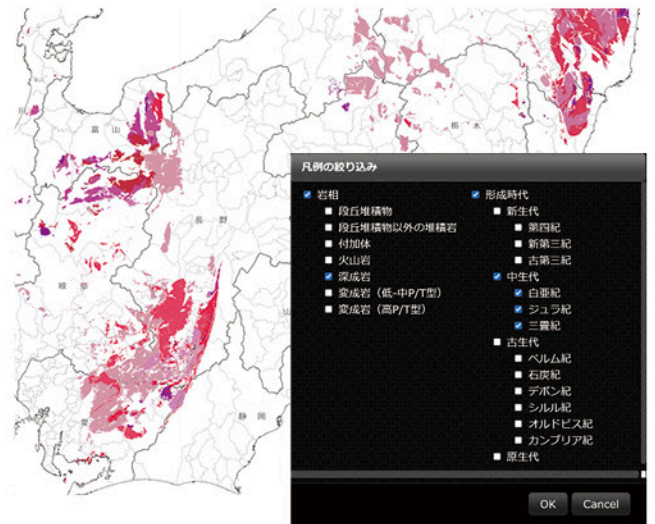 川
富 山
栃 木
長 野
岐 阜
静 岡
凡例の絞り込み
岩相
段丘堆積物
段丘堆積物以外の堆積岩
付加体
火山岩
深成岩
変成岩（低-中P/T型）
変成岩（高P/T型）
形成時代
新生代
第四紀
新第三紀
古第三紀
中生代
白亜紀
ジュラ紀
三畳紀
古生代
ペルム紀
石炭紀
デボン紀
シルル紀
オルドビス紀
カンブリア紀
原生代
OK
Cancel